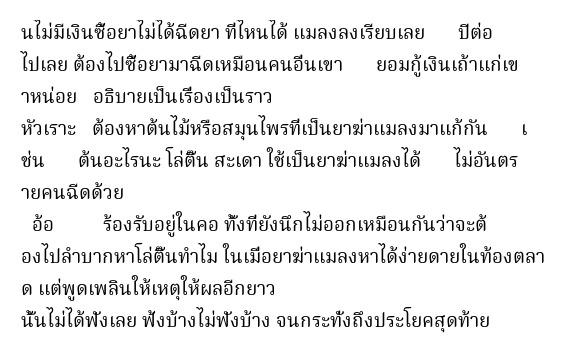 นไม่มีเงินซื้อยาไม่ได้ฉีดยา ทีไหนได้ แมลงลงเรียบเลย ปีต่อ
ไปเลย ต้องไปซื้อยามาฉีดเหมือนคนอื่นเขา ยอมกู้เงินเถ้าแก่เข
าหน่อย อธิบายเป็นเรื่องเป็นราว
หัวเราะ ต้องหาต้นไม้หรือสมุนไพรที่เป็นยาฆ่าแมลงมาแก้กัน เ
ช่น ต้นอะไรนะ โล่ติ๊น สะเดา ใช้เป็นยาฆ่าแมลงได้ ไม่อันตร
ายคนฉีดด้วย
อ้อ ร้องรับอยู่ในคอ ทั้งที่ยังนึกไม่ออกเหมือนกันว่าจะต้
องไปลำบากหาโล่ติ๊นทำไม ในเมื่อยาฆ่าแมลงหาได้ง่ายดายในท้องตลา
ด แต่พูดเพลินให้เหตุให้ผลอีกยาว
นั้นไม่ได้ฟังเลย ฟังบ้างไม่ฟังบ้าง จนกระทั่งถึงประโยคสุดท้าย